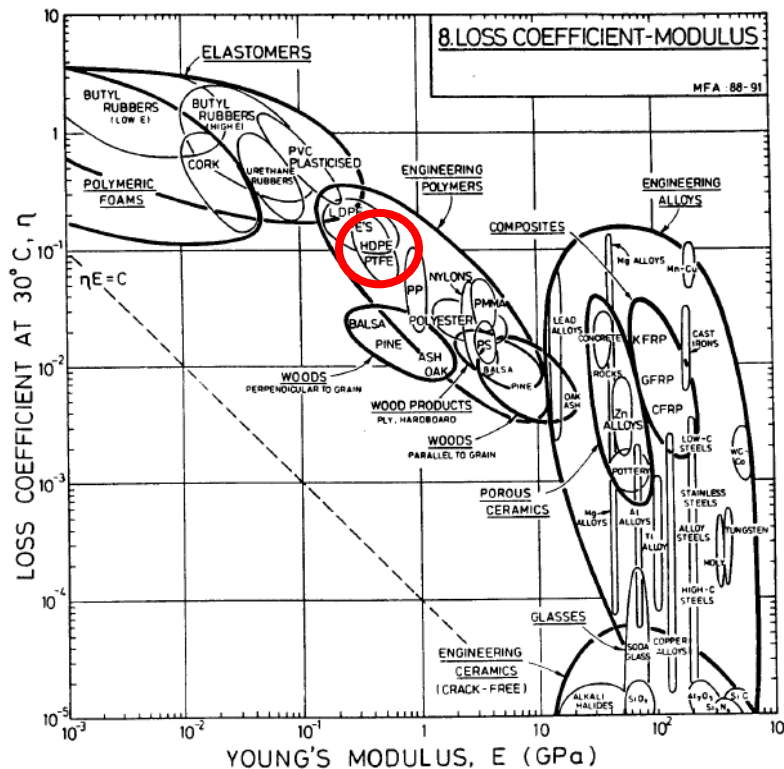 8.LOSS COEFFICIENT-MODULUS
MFA : 88-91
LOSS COEFFICIENT AT 30°C, η
10
1
10⁻¹
10⁻²
10⁻³
10⁻⁴
10⁻⁵
ELASTOMERS
BUTYL
RUBBERS
(LOW E)
BUTYL
RUBBERS
(HIGH E)
CORK
URETHANE
RUBBERS
PVC
PLASTICISED
POLYMERIC
FOAMS
ηE=C
ENGINEERING
POLYMERS
LDPE
E'S
HDPE
PTFE
PP
NYLONS
PMMA
POLYESTER
PS
BALSA
PINE
ASH
OAK
WOODS
PERPENDICULAR TO GRAIN
BALSA
PINE
OAK
ASH
WOOD PRODUCTS
PLY, HARDBOARD
WOODS
PARALLEL TO GRAIN
ENGINEERING
ALLOYS
COMPOSITES
Mg ALLOYS
Mn-Cu
LEAD
ALLOYS
CONCRETE
ROCKS
KFRP
GFRP
CFRP
CAST
IRONS
Zn
ALLOYS
POTTERY
POROUS
CERAMICS
LOW-C
STEELS
WC-
Co
STAINLESS
STEELS
Mg
ALLOYS
Al
ALLOYS
Ti
ALLOY
ALLOY
STEELS
TUNGSTEN
MOLY
HIGH-C
STEELS
GLASSES
SODA
GLASS
COPPER
ALLOYS
ENGINEERING
CERAMICS
(CRACK-FREE)
ALKALI
HALIDES
SiO₂
Al₂O₃
SiC
Si₃N₄
10⁻³
10⁻²
10⁻¹
1
10
10²
10³
YOUNG'S MODULUS, E (GPa)